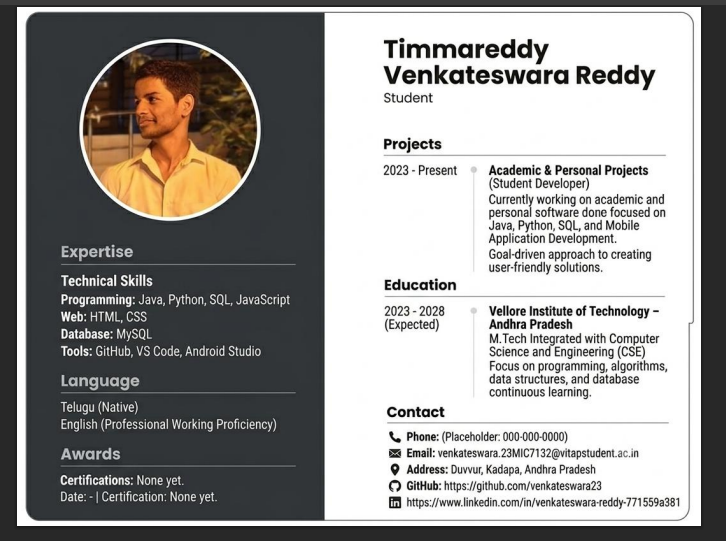 Timmareddy
Venkateswara Reddy
Student
Expertise
Technical Skills
Programming: Java, Python, SQL, JavaScript
Web: HTML, CSS
Database: MySQL
Tools: GitHub, VS Code, Android Studio
Language
Telugu (Native)
English (Professional Working Proficiency)
Awards
Certifications: None yet.
Date: - | Certification: None yet.
Projects
2023 - Present
Academic & Personal Projects
(Student Developer)
Currently working on academic and
personal software done focused on
Java, Python, SQL, and Mobile
Application Development.
Goal-driven approach to creating
user-friendly solutions.
Education
2023 - 2028
(Expected)
Vellore Institute of Technology –
Andhra Pradesh
M.Tech Integrated with Computer
Science and Engineering (CSE)
Focus on programming, algorithms,
data structures, and database
continuous learning.
Contact
Phone: (Placeholder: 000-000-0000)
Email: venkateswara.23MIC7132@vitapstudent.ac.in
Address: Duvvur, Kadapa, Andhra Pradesh
GitHub: https://github.com/venkateswara23
in https://www.linkedin.com/in/venkateswara-reddy-771559a381